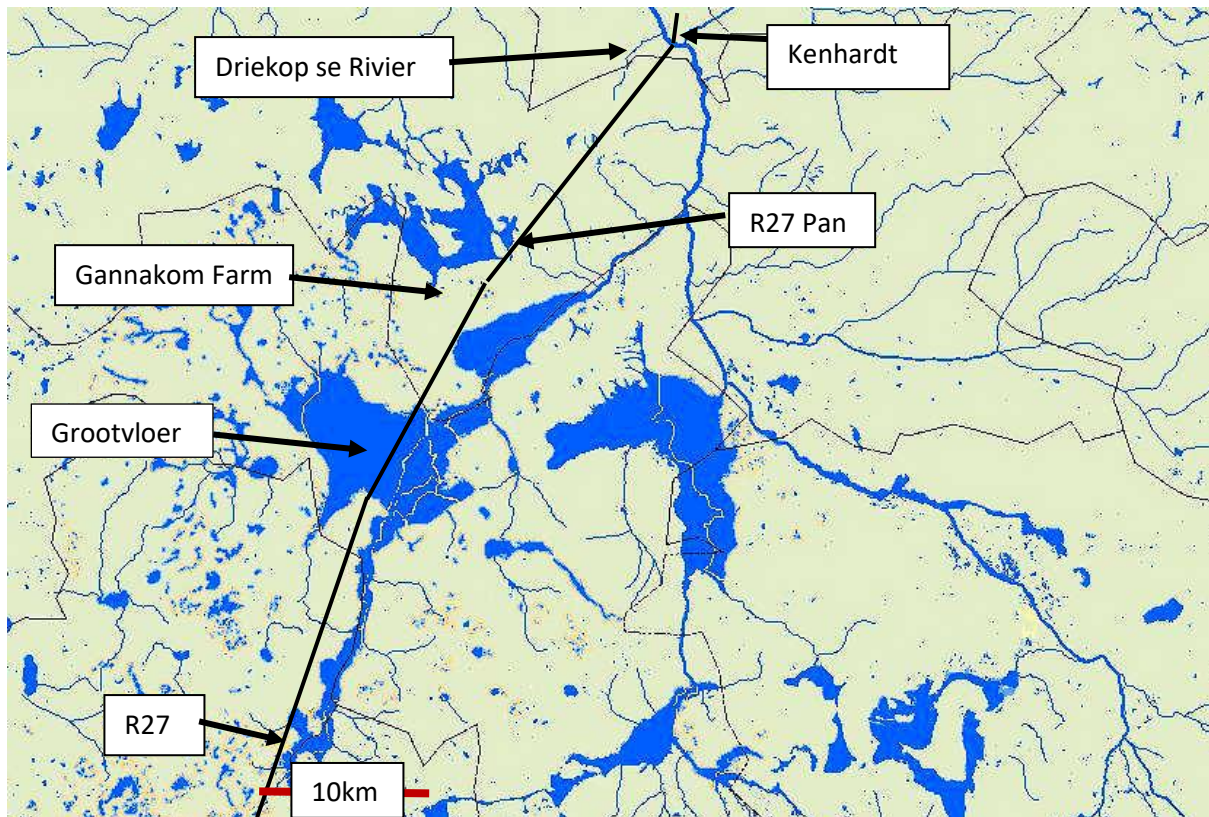 Driekop se Rivier
Kenhardt
R27 Pan
Gannakom Farm
Grootvloer
R27
10km